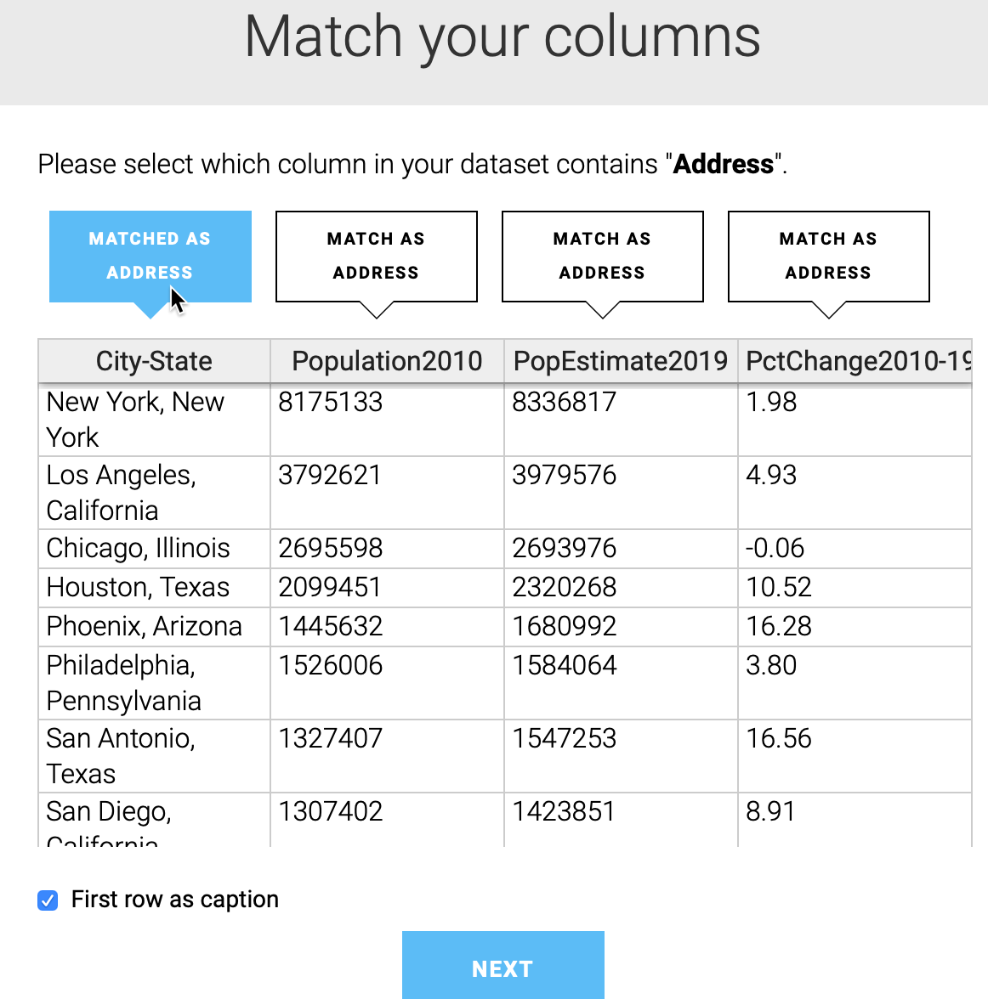 Match your columns
Please select which column in your dataset contains "Address".
MATCHED AS MATCH AS MATCH AS MATCH AS
ADDRESS ADDRESS ADDRESS ADDRESS
City-State Population2010 PopEstimate2019 PctChange2010-19
New York, New 8175133 8336817 1.98
York
Los Angeles, 3792621 3979576 4.93
California
Chicago, Illinois 2695598 2693976 -0.06
Houston, Texas 2099451 2320268 10.52
Phoenix, Arizona 1445632 1680992 16.28
Philadelphia, 1526006 1584064 3.80
Pennsylvania
San Antonio, 1327407 1547253 16.56
Texas
San Diego, 1307402 1423851 8.91
California
First row as caption
NEXT